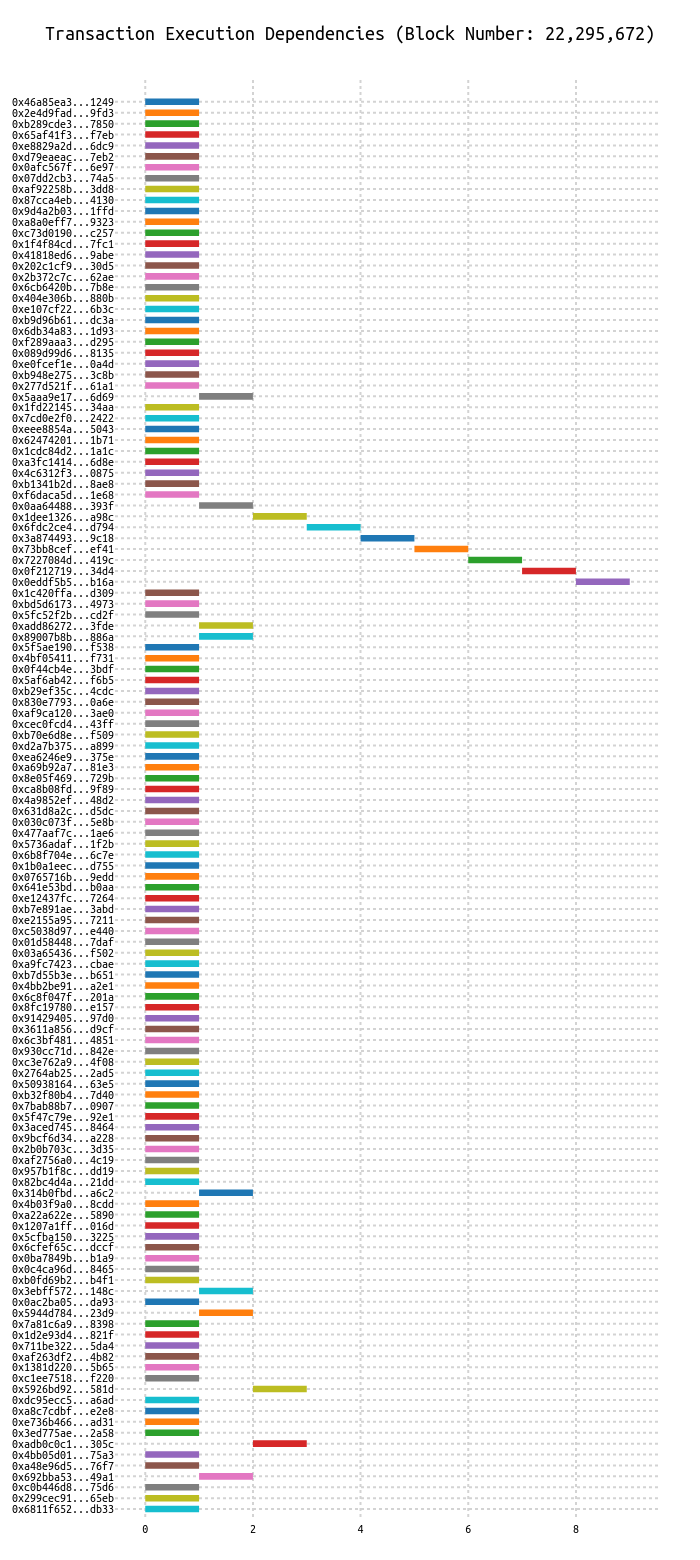 Transaction Execution Dependencies (Block Number: 22,295,672)
0x46a85ea3...1249
0x2e4d9fad...9fd3
0xb289cde3...7850
0x65af41f3...f7eb
0xe8829a2d...6dc9
0xd79eaeac...7eb2
0x0afc567f...6e97
0x07dd2cb3...74a5
0xaf92258b...3dd8
0x87cca4eb...4130
0x9d4a2b03...1ffd
0xa8a0eff7...9323
0xc73d0190...c257
0x1f4f84cd...7fc1
0x41818ed6...9abe
0x202c1cf9...30d5
0x2b372c7c...62ae
0x6cb6420b...7b8e
0x404e306b...880b
0xe107cf22...6b3c
0xb9d96b61...dc3a
0x6db34a83...1d93
0xf289aaa3...d295
0x089d99d6...8135
0xe0fcef1e...0a4d
0xb948e275...3c8b
0x277d521f...61a1
0x5aaa9e17...6d69
0x1fd22145...34aa
0x7cd0e2f0...2422
0xeee8854a...5043
0x62474201...1b71
0x1cdc84d2...1a1c
0xa3fc1414...6d8e
0x4c6312f3...0875
0xb1341b2d...8ae8
0xf6daca5d...1e68
0x0aa64488...393f
0x1dee1326...a98c
0x6fdc2ce4...d794
0x3a874493...9c18
0x73bb8cef...ef41
0x7227084d...419c
0x0f212719...34d4
0x0eddf5b5...b16a
0x1c420ffa...d309
0xbd5d6173...4973
0x5fc52f2b...cd2f
0xadd86272...3fde
0x89007b8b...886a
0x5f5ae190...f538
0x4bf05411...f731
0x0f44cb4e...3bdf
0x5af6ab42...f6b5
0xb29ef35c...4cdc
0x830e7793...0a6e
0xaf9ca120...3ae0
0xcec0fcd4...43ff
0xb70e6d8e...f509
0xd2a7b375...a899
0xea6246e9...375e
0xa69b92a7...81e3
0x8e05f469...729b
0xca8b08fd...9f89
0x4a9852ef...48d2
0x631d8a2c...d5dc
0x030c073f...5e8b
0x477aaf7c...1ae6
0x5736adaf...1f2b
0x6b8f704e...6c7e
0x1b0a1eec...d755
0x0765716b...9edd
0x641e53bd...b0aa
0xe12437fc...7264
0xb7e891ae...3abd
0xe2155a95...7211
0xc5038d97...e440
0x01d58448...7daf
0x03a65436...f502
0xa9fc7423...cbae
0xb7d55b3e...b651
0x4bb2be91...a2e1
0x6c8f047f...201a
0x8fc19780...e157
0x91429405...97d0
0x3611a856...d9cf
0x6c3bf481...4851
0x930cc71d...842e
0xc3e762a9...4f08
0x2764ab25...2ad5
0x50938164...63e5
0xb32f80b4...7d40
0x7bab88b7...0907
0x5f47c79e...92e1
0x3aced745...8464
0x9bcf6d34...a228
0x2b0b703c...3d35
0xaf2756a0...4c19
0x957b1f8c...dd19
0x82bc4d4a...21dd
0x314b0fbd...a6c2
0x4b03f9a0...8cdd
0xa22a622e...5890
0x1207a1ff...016d
0x5cfba150...3225
0x6cfef65c...dccf
0x0ba7849b...b1a9
0x0c4ca96d...8465
0xb0fd69b2...b4f1
0x3ebff572...148c
0x0ac2ba05...da93
0x5944d784...23d9
0x7a81c6a9...8398
0x1d2e93d4...821f
0x711be322...5da4
0xaf263df2...4b82
0x1381d220...5b65
0xc1ee7518...f220
0x5926bd92...581d
0xdc95ecc5...a6ad
0xa8c7cdbf...e2e8
0xe736b466...ad31
0x3ed775ae...2a58
0xadb0c0c1...305c
0x4bb05d01...75a3
0xa48e96d5...76f7
0x692bba53...49a1
0xc0b446d8...75d6
0x299cec91...65eb
0x6811f652...db33
0 2 4 6 8